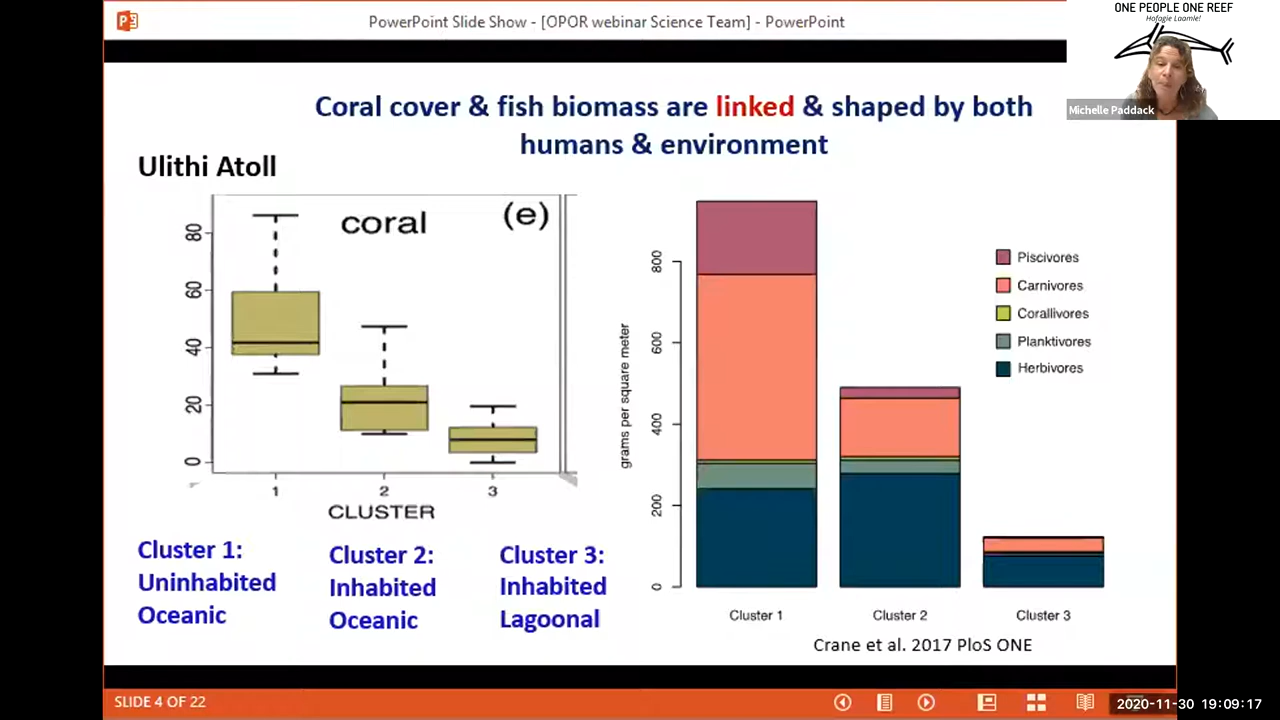 PowerPoint Slide Show - [OPOR webinar Science Team] - PowerPoint
ONE PEOPLE ONE REEF
Hofagie Laamle!
Michelle Paddack
Coral cover & fish biomass are linked & shaped by both
humans & environment
Ulithi Atoll
coral
(e)
80
60
40
20
0
1 2 3
CLUSTER
Cluster 1:
Uninhabited
Oceanic
Cluster 2:
Inhabited
Oceanic
Cluster 3:
Inhabited
Lagoonal
grams per square meter
800
600
400
200
0
Piscivores
Carnivores
Corallivores
Planktivores
Herbivores
Cluster 1 Cluster 2 Cluster 3
Crane et al. 2017 PloS ONE
SLIDE 4 OF 22
2020-11-30 19:09:17